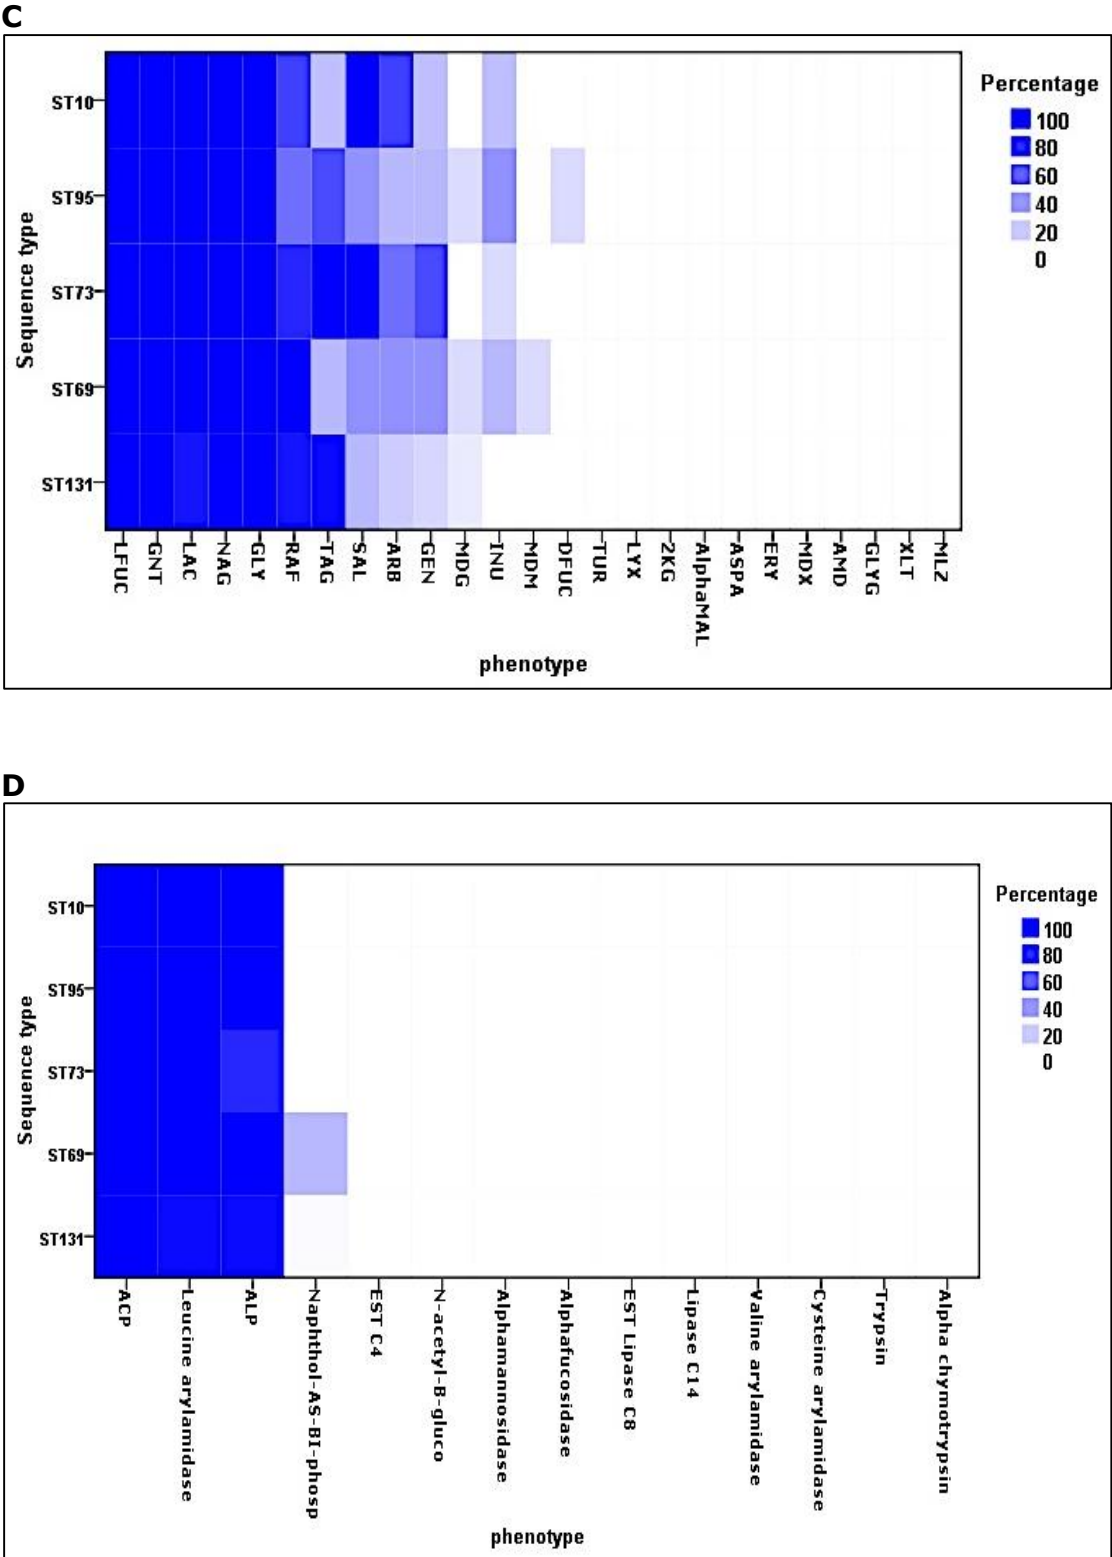 C
Percentage
100
80
60
40
20
0
Sequence type
ST10
ST95
ST73
ST69
ST131
LFUC
GNT
LAC
NAG
GLY
RAF
TAG
SAL
ARB
GEN
MDG
INU
MDM
DFUC
TUR
LYX
2KG
AlphaMAL
ASPA
ERY
MDX
AMD
GLYG
XLT
MLZ
phenotype
D
Percentage
100
80
60
40
20
0
Sequence type
ST10
ST95
ST73
ST69
ST131
ACP
Leucine arylamidase
ALP
Naphthol-AS-BI-phosp
EST C4
N-acetyl-B-gluco
Alphamannosidase
Alphafucosidase
EST Lipase C8
Lipase C14
Valine arylamidase
Cysteine arylamidase
Trypsin
Alpha chymotrypsin
phenotype